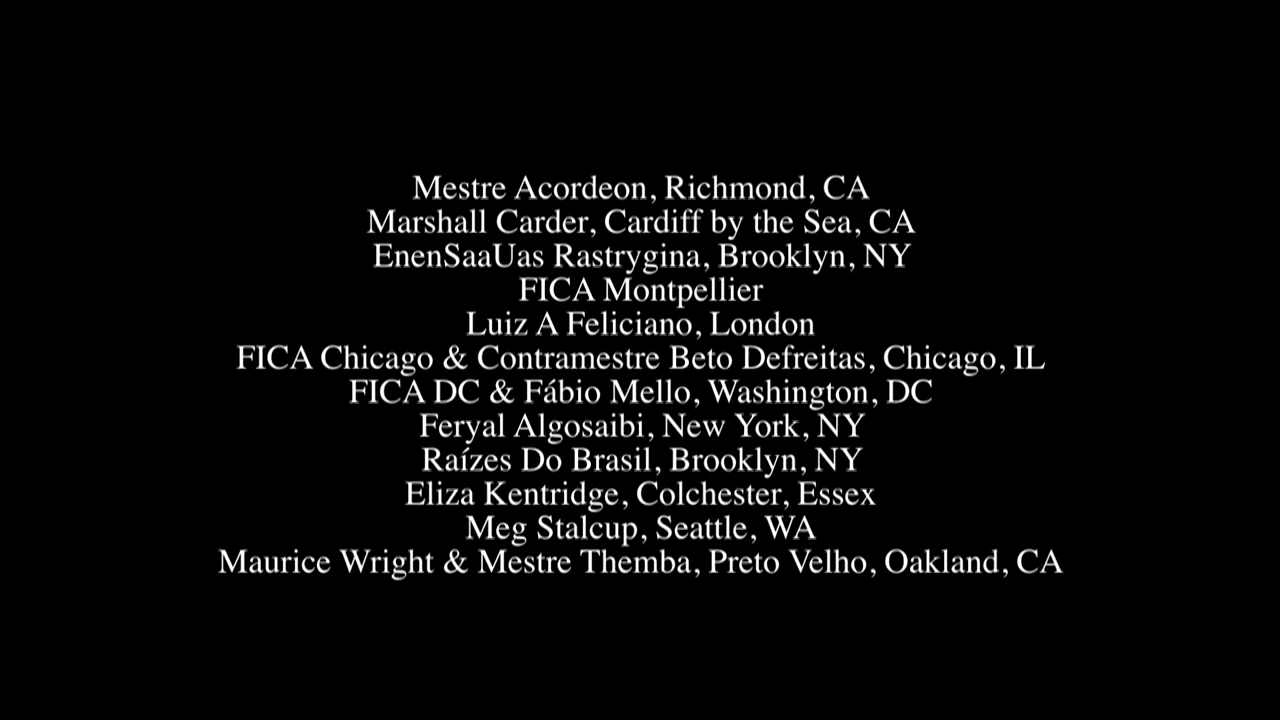 Mestre Acordeon, Richmond, CA
Marshall Carder, Cardiff by the Sea, CA
EnenSaaUas Rastrygina, Brooklyn, NY
FICA Montpellier
Luiz A Feliciano, London
FICA Chicago & Contramestre Beto Defreitas, Chicago, IL
FICA DC & Fábio Mello, Washington, DC
Feryal Algosaibi, New York, NY
Raízes Do Brasil, Brooklyn, NY
Eliza Kentridge, Colchester, Essex
Meg Stalcup, Seattle, WA
Maurice Wright & Mestre Themba, Preto Velho, Oakland, CA